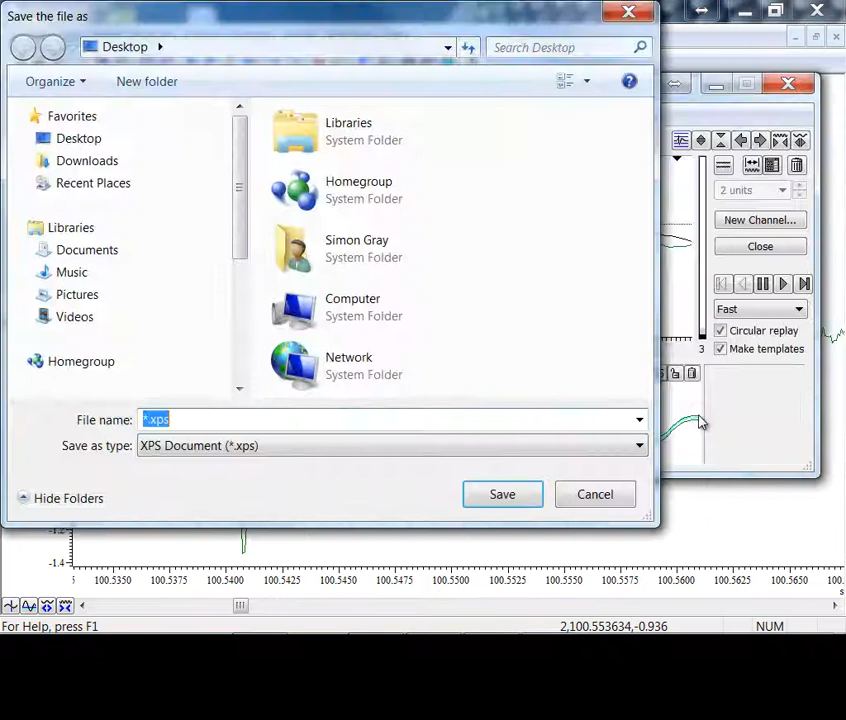 Save the file as
Desktop
Search Desktop
Organize
New folder
Favorites
Desktop
Downloads
Recent Places
Libraries
Documents
Music
Pictures
Videos
Homegroup
Libraries
System Folder
Homegroup
System Folder
Simon Gray
System Folder
Computer
System Folder
Network
System Folder
File name: *.xps
Save as type: XPS Document (*.xps)
Hide Folders
Save
Cancel
2 units
New Channel...
Close
Fast
Circular replay
3
Make templates
-1.4
100.5350 100.5375 100.5400 100.5425 100.5450 100.5475 100.5500 100.5525 100.5550 100.5575 100.5600 100.5625 100.5650 100.
s
For Help, press F1
2,100.553634,-0.936
NUM